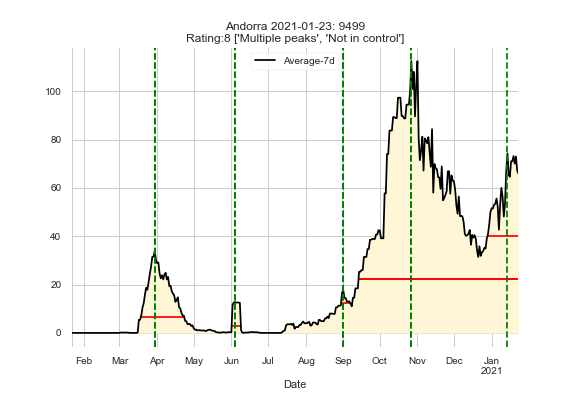 Andorra 2021-01-23: 9499
Rating:8 ['Multiple peaks', 'Not in control']
Average-7d
100
80
60
40
20
0
Feb Mar Apr May Jun Jul Aug Sep Oct Nov Dec Jan
2021
Date